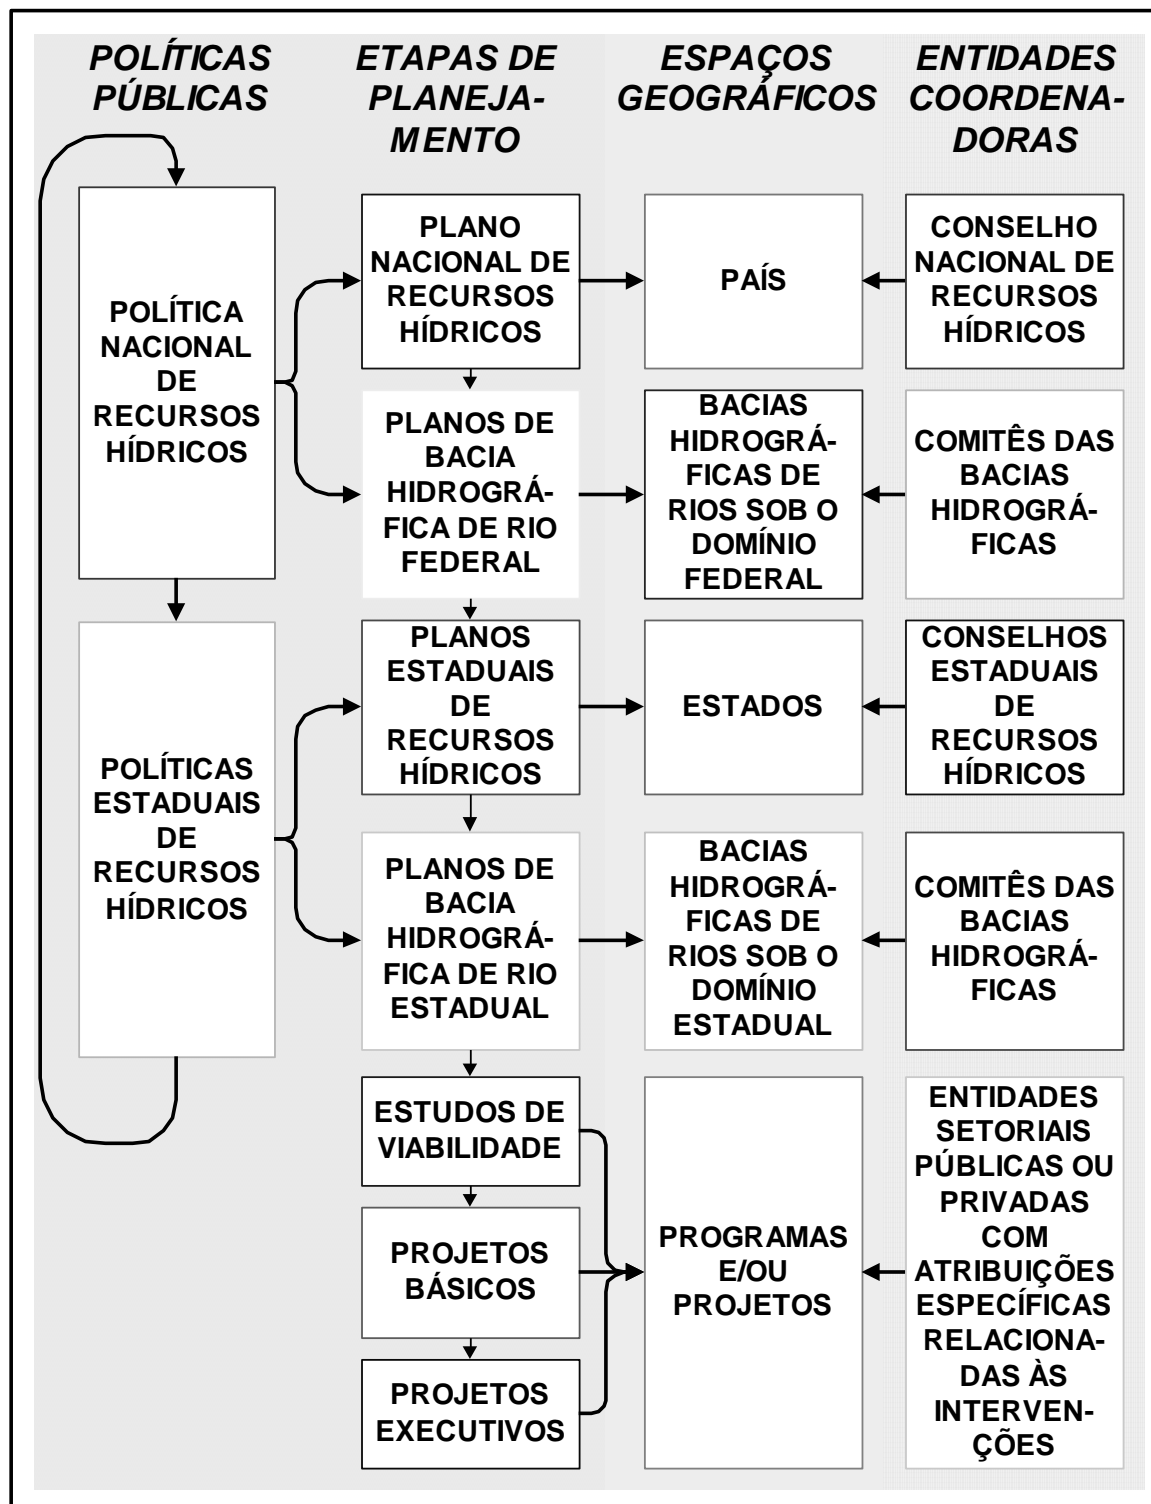 POLÍTICAS
PÚBLICAS
ETAPAS DE
PLANEJA-
MENTO
ESPAÇOS
GEOGRÁFICOS
ENTIDADES
COORDENA-
DORAS
POLÍTICA
NACIONAL
DE
RECURSOS
HÍDRICOS
PLANO
NACIONAL DE
RECURSOS
HÍDRICOS
PAÍS
CONSELHO
NACIONAL DE
RECURSOS
HÍDRICOS
PLANOS DE
BACIA
HIDROGRÁ-
FICA DE RIO
FEDERAL
BACIAS
HIDROGRÁ-
FICAS DE
RIOS SOB O
DOMÍNIO
FEDERAL
COMITÊS DAS
BACIAS
HIDROGRÁ-
FICAS
POLÍTICAS
ESTADUAIS
DE
RECURSOS
HÍDRICOS
PLANOS
ESTADUAIS
DE
RECURSOS
HÍDRICOS
ESTADOS
CONSELHOS
ESTADUAIS
DE
RECURSOS
HÍDRICOS
PLANOS DE
BACIA
HIDROGRÁ-
FICA DE RIO
ESTADUAL
BACIAS
HIDROGRÁ-
FICAS DE
RIOS SOB O
DOMÍNIO
ESTADUAL
COMITÊS DAS
BACIAS
HIDROGRÁ-
FICAS
ESTUDOS DE
VIABILIDADE
PROJETOS
BÁSICOS
PROJETOS
EXECUTIVOS
PROGRAMAS
E/OU
PROJETOS
ENTIDADES
SETORIAIS
PÚBLICAS OU
PRIVADAS
COM
ATRIBUIÇÕES
ESPECÍFICAS
RELACIONA-
DAS ÀS
INTERVEN-
ÇÕES